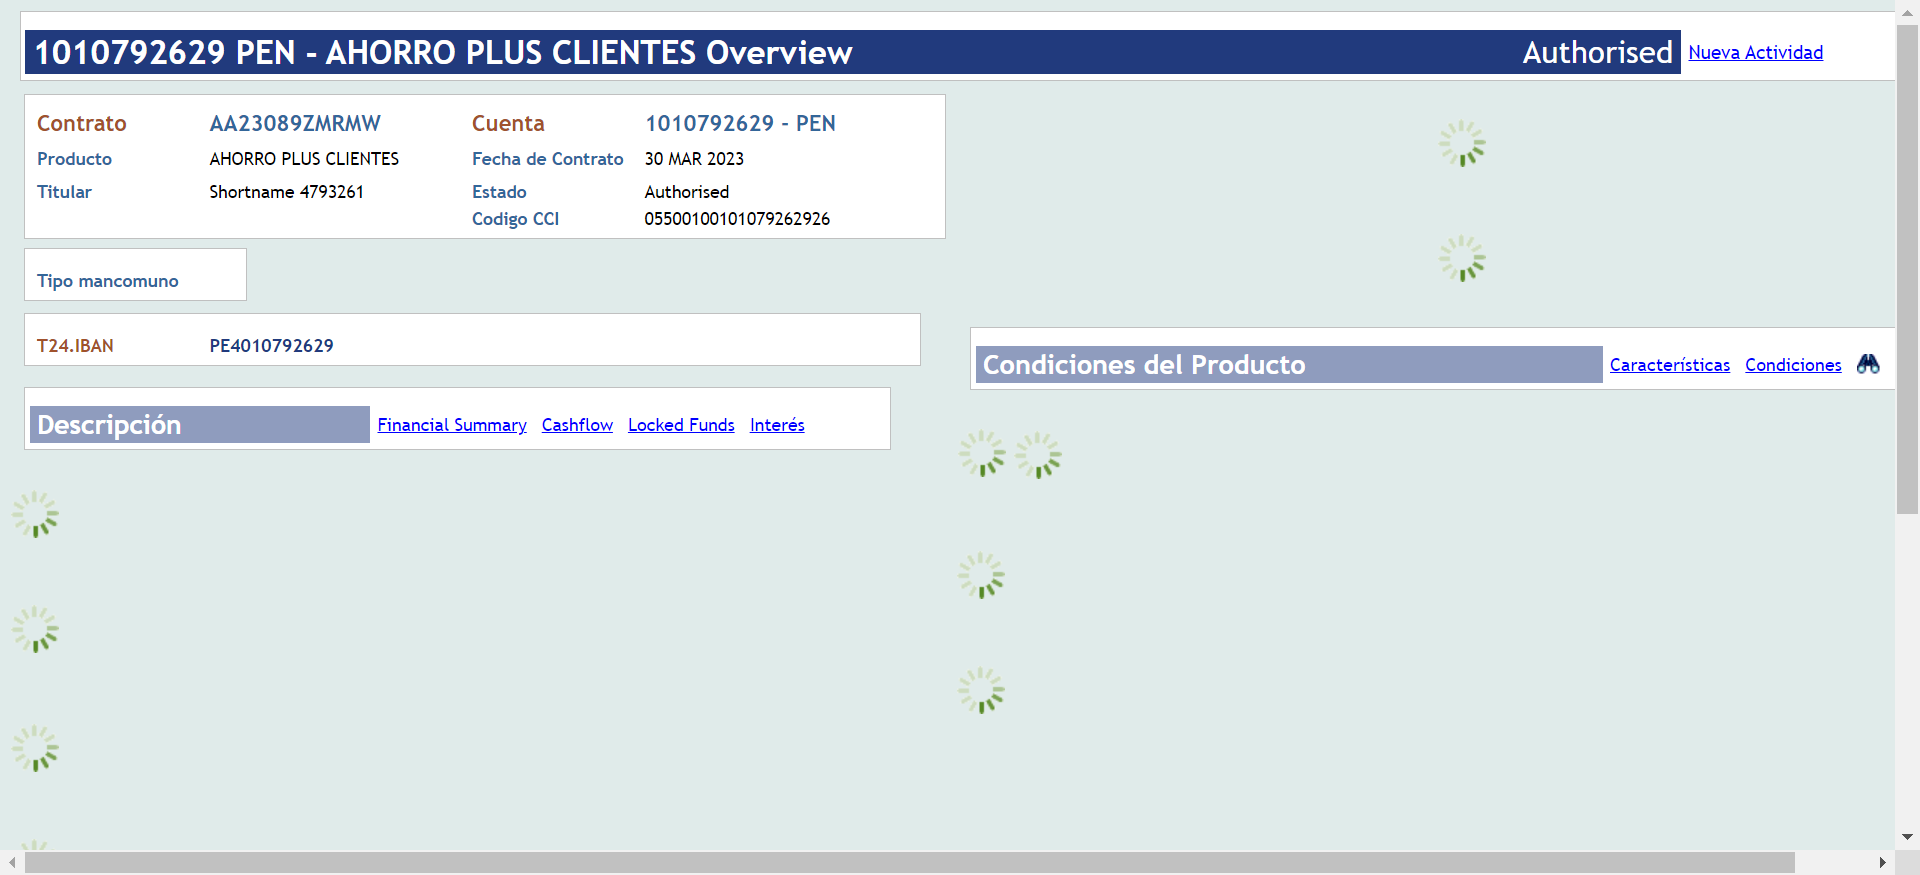 1010792629 PEN - AHORRO PLUS CLIENTES Overview Authorised Nueva Actividad
Contrato AA23089ZMRMW Cuenta 1010792629 - PEN
Producto AHORRO PLUS CLIENTES Fecha de Contrato 30 MAR 2023
Titular Shortname 4793261 Estado Authorised
Codigo CCI 05500100101079262926
Tipo mancomuno
T24.IBAN PE4010792629
Condiciones del Producto Características Condiciones
Descripción Financial Summary Cashflow Locked Funds Interés